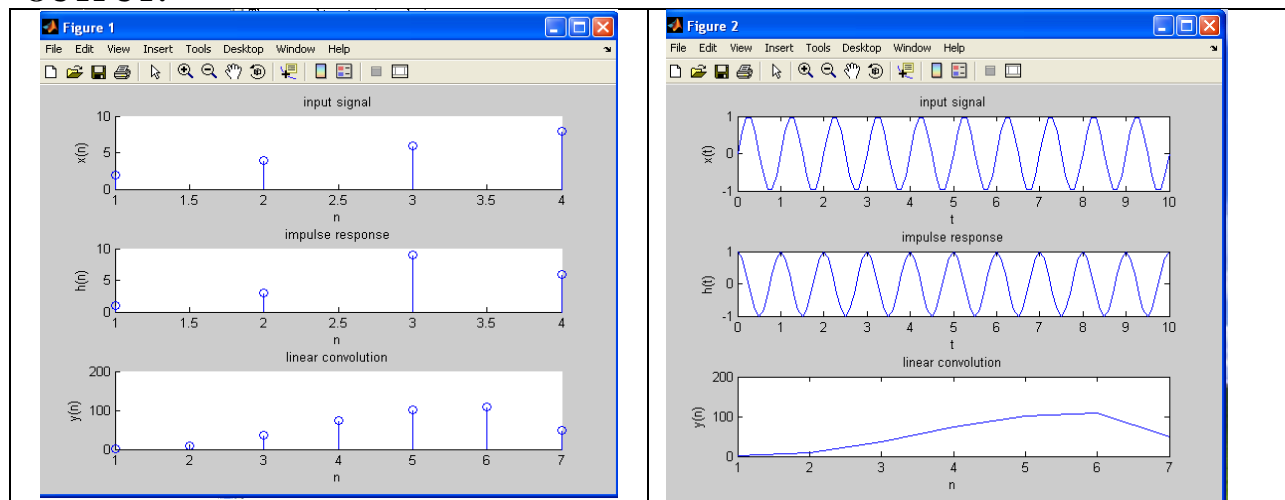 Figure 1
File Edit View Insert Tools Desktop Window Help
input signal
10
5
0
x(n)
1 1.5 2 2.5 3 3.5 4
n
impulse response
10
5
0
h(n)
1 1.5 2 2.5 3 3.5 4
n
linear convolution
200
100
0
y(n)
1 2 3 4 5 6 7
n
Figure 2
File Edit View Insert Tools Desktop Window Help
input signal
1
0
-1
x(t)
0 1 2 3 4 5 6 7 8 9 10
t
impulse response
1
0
-1
h(t)
0 1 2 3 4 5 6 7 8 9 10
t
linear convolution
200
100
0
y(n)
1 2 3 4 5 6 7
n